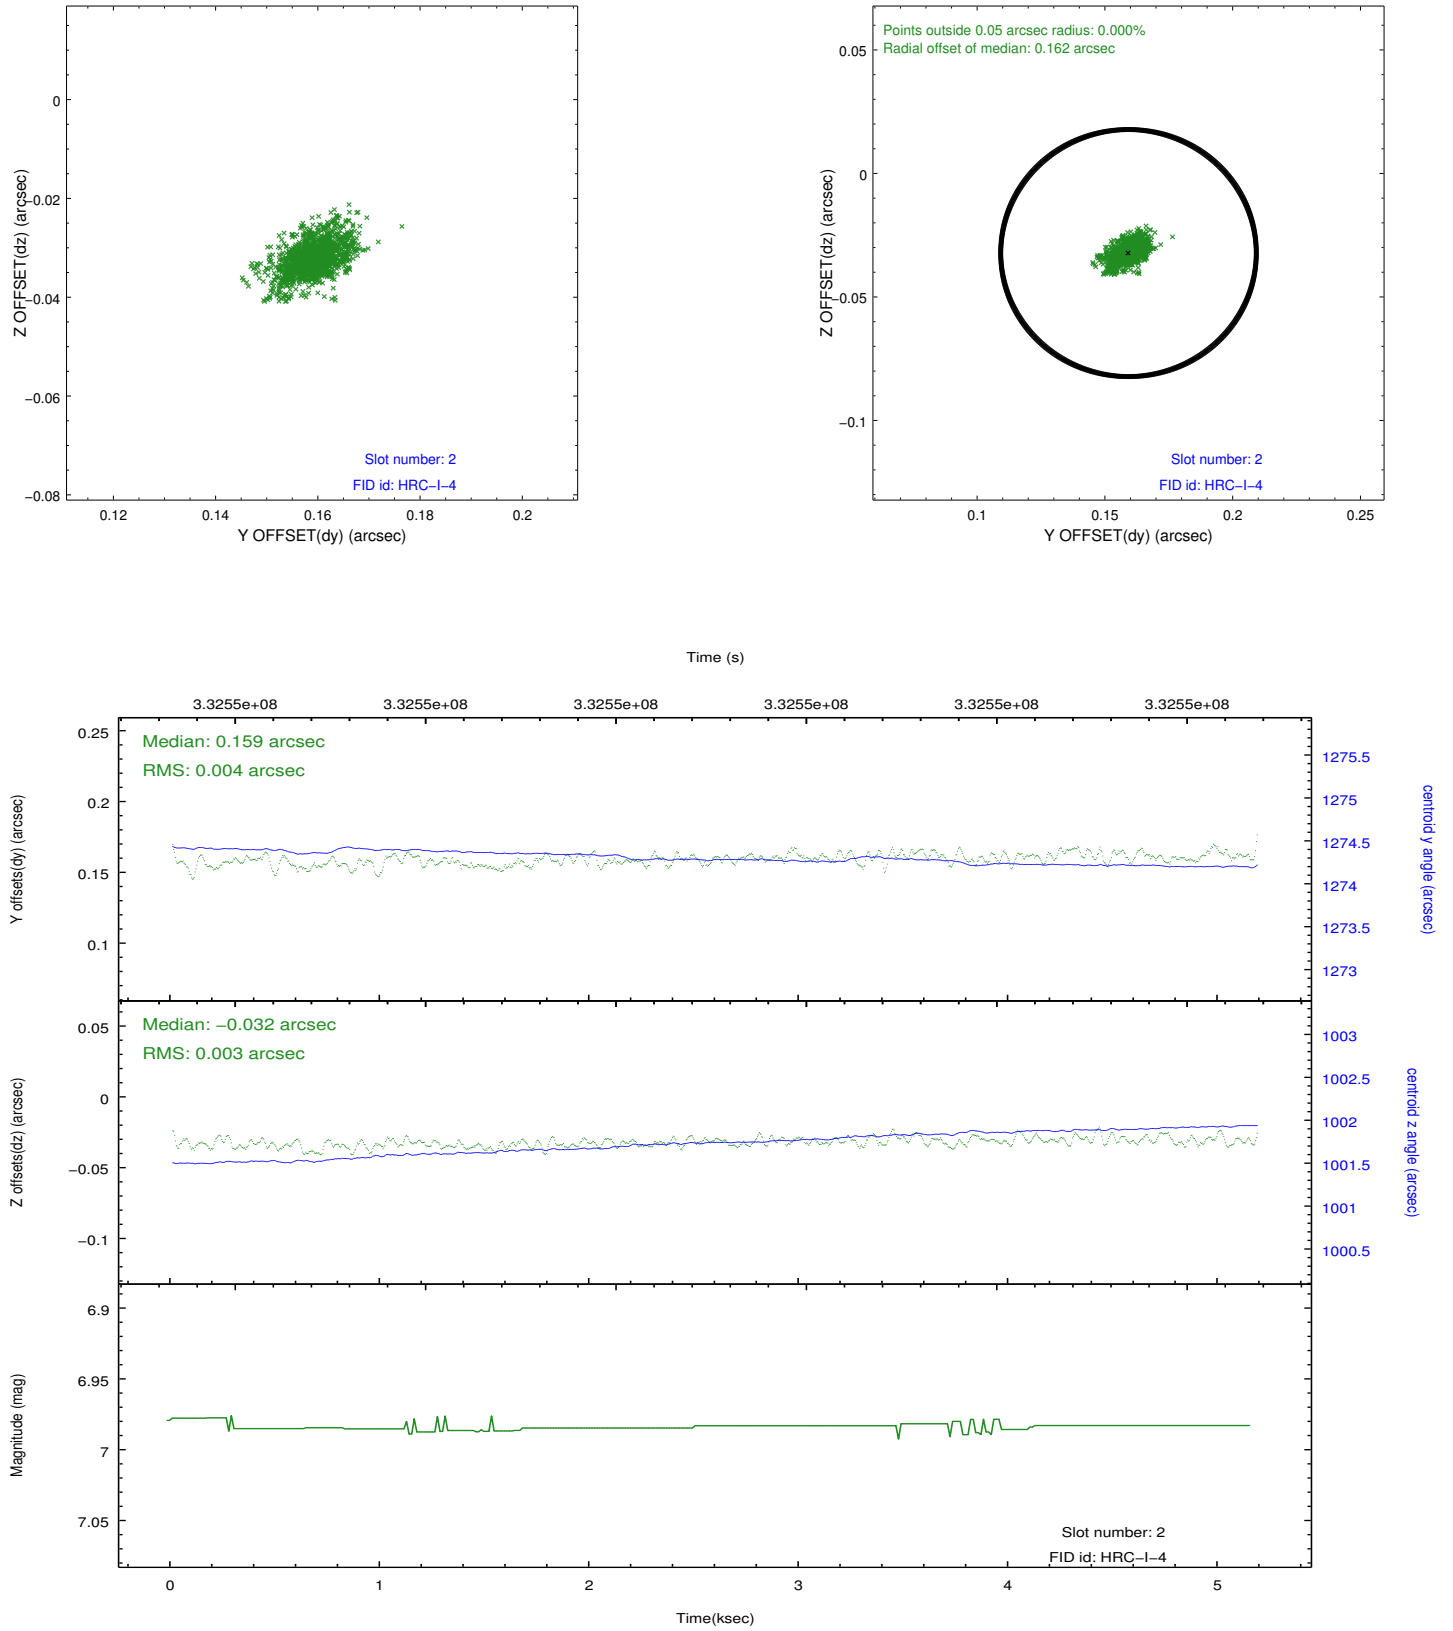 0
−0.02
−0.04
−0.06
−0.08
Z OFFSET(dz) (arcsec)
Slot number: 2
FID id: HRC−I−4
0.12
0.14
0.16
0.18
0.2
Y OFFSET(dy) (arcsec)
Points outside 0.05 arcsec radius: 0.000%
Radial offset of median: 0.162 arcsec
0.05
0
−0.05
−0.1
Z OFFSET(dz) (arcsec)
Slot number: 2
FID id: HRC−I−4
0.1
0.15
0.2
0.25
Y OFFSET(dy) (arcsec)
Time (s)
3.3255e+08
3.3255e+08
3.3255e+08
3.3255e+08
3.3255e+08
3.3255e+08
Median: 0.159 arcsec
RMS: 0.004 arcsec
0.25
0.2
0.15
0.1
Y offsets(dy) (arcsec)
1275.5
1275
1274.5
1274
1273.5
1273
centroid y angle (arcsec)
Median: −0.032 arcsec
RMS: 0.003 arcsec
0.05
0
−0.05
−0.1
Z offsets(dz) (arcsec)
1003
1002.5
1002
1001.5
1001
1000.5
centroid z angle (arcsec)
6.9
6.95
7
7.05
Magnitude (mag)
Slot number: 2
FID id: HRC−I−4
0
1
2
3
4
5
Time(ksec)